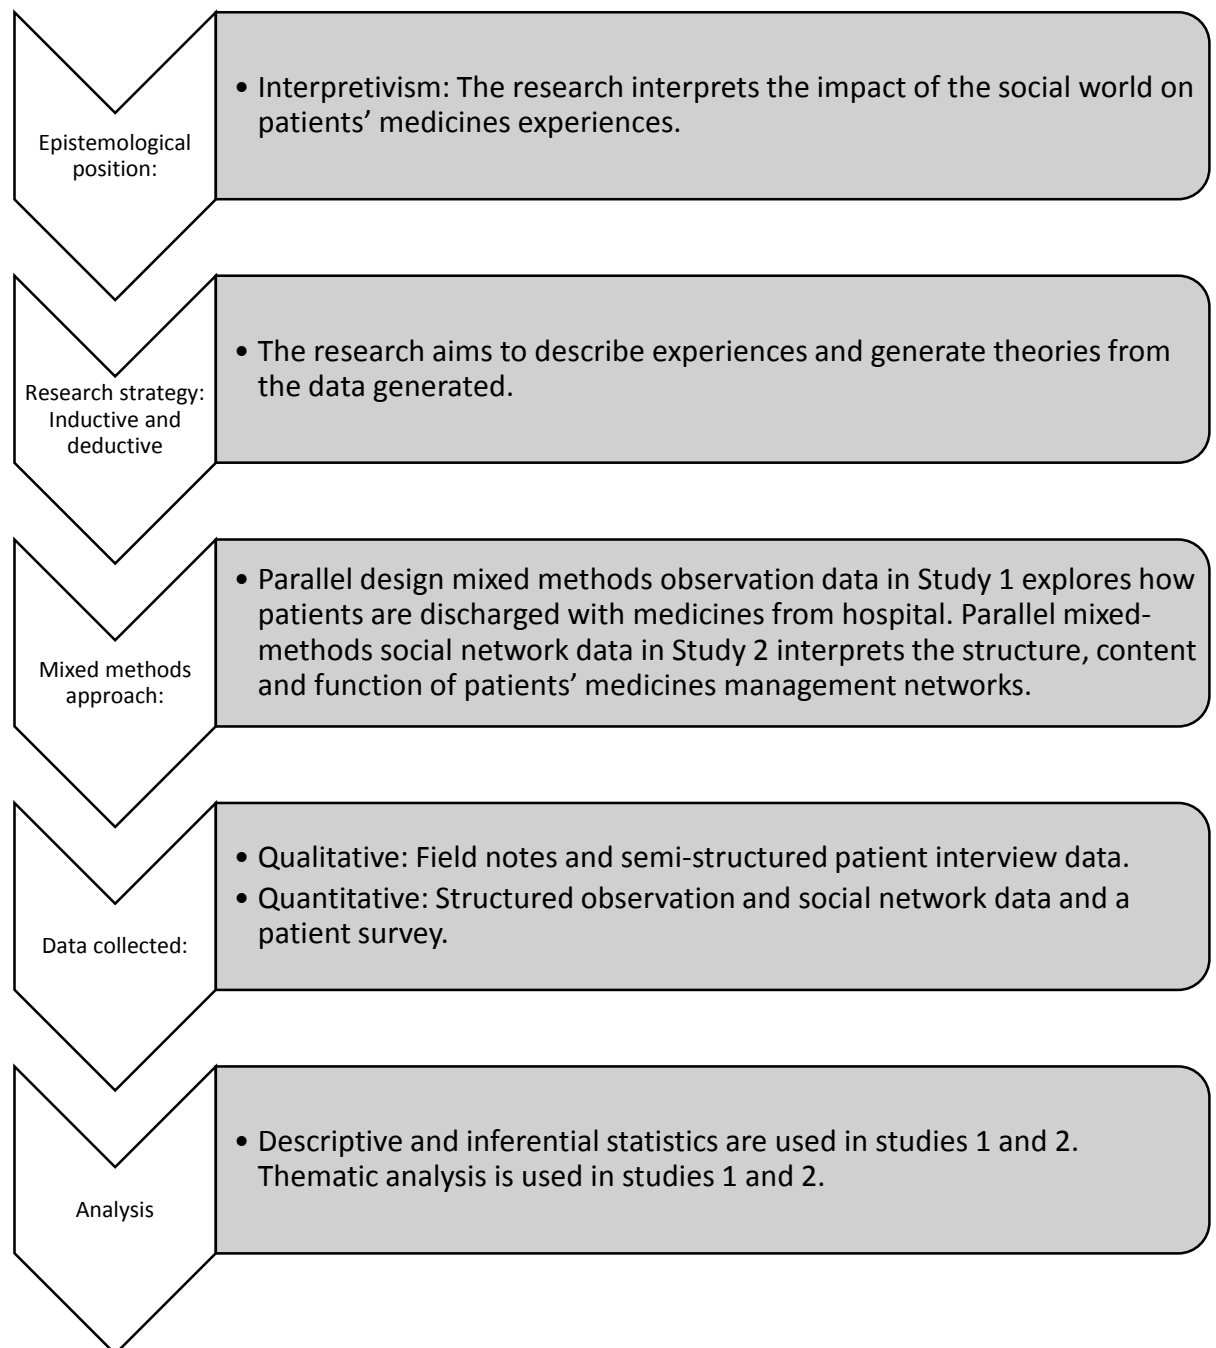 Epistemological
position:
• Interpretivism: The research interprets the impact of the social world on
patients’ medicines experiences.
Research strategy:
Inductive and
deductive
• The research aims to describe experiences and generate theories from
the data generated.
Mixed methods
approach:
• Parallel design mixed methods observation data in Study 1 explores how
patients are discharged with medicines from hospital. Parallel mixed-
methods social network data in Study 2 interprets the structure, content
and function of patients’ medicines management networks.
Data collected:
• Qualitative: Field notes and semi-structured patient interview data.
• Quantitative: Structured observation and social network data and a
patient survey.
Analysis
• Descriptive and inferential statistics are used in studies 1 and 2.
Thematic analysis is used in studies 1 and 2.